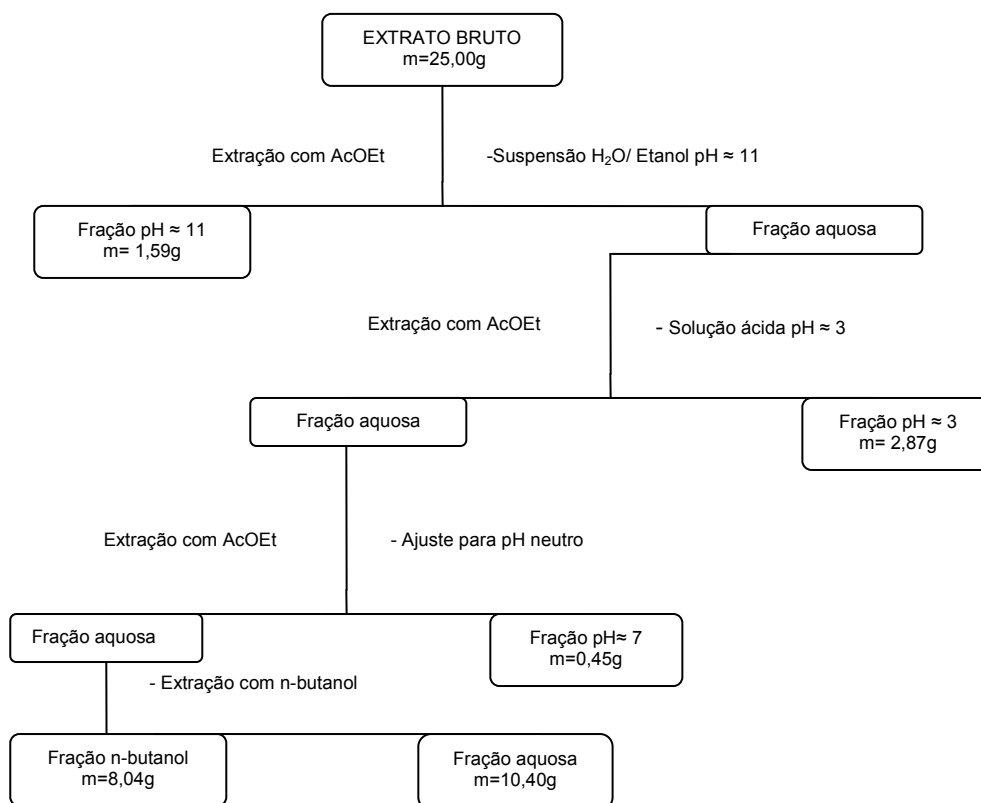 EXTRATO BRUTO
m=25,00g
Extração com AcOEt
-Suspensão H₂O/ Etanol pH ≈ 11
Fração pH ≈ 11
m= 1,59g
Fração aquosa
Extração com AcOEt
- Solução ácida pH ≈ 3
Fração aquosa
Fração pH ≈ 3
m= 2,87g
Extração com AcOEt
- Ajuste para pH neutro
Fração aquosa
Fração pH≈ 7
m=0,45g
- Extração com n-butanol
Fração n-butanol
m=8,04g
Fração aquosa
m=10,40g